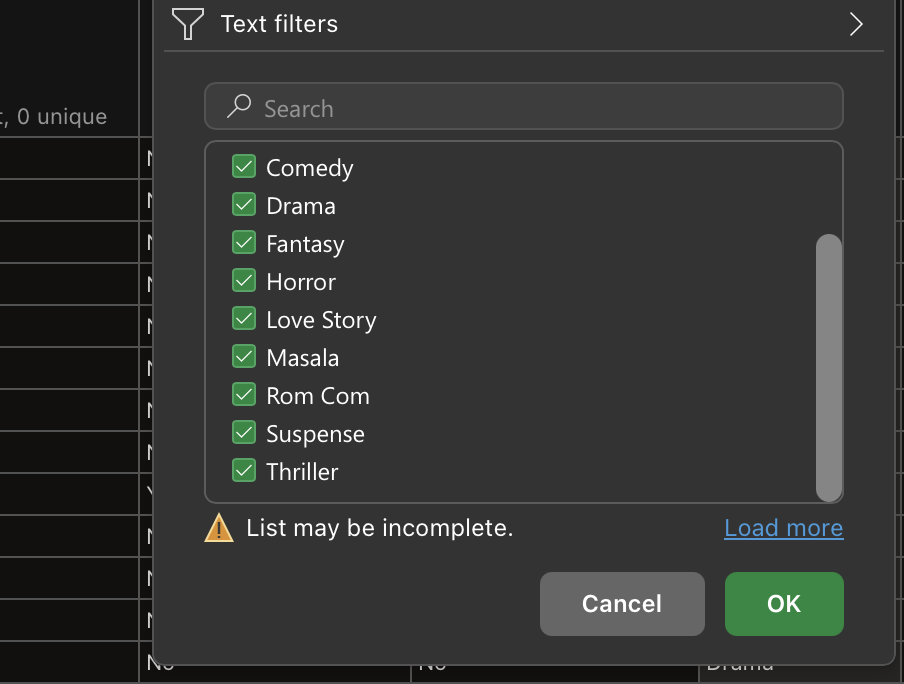 Text filters
, 0 unique
Search
Comedy
Drama
Fantasy
Horror
Love Story
Masala
Rom Com
Suspense
Thriller
List may be incomplete. Load more
Cancel OK
No No Drama